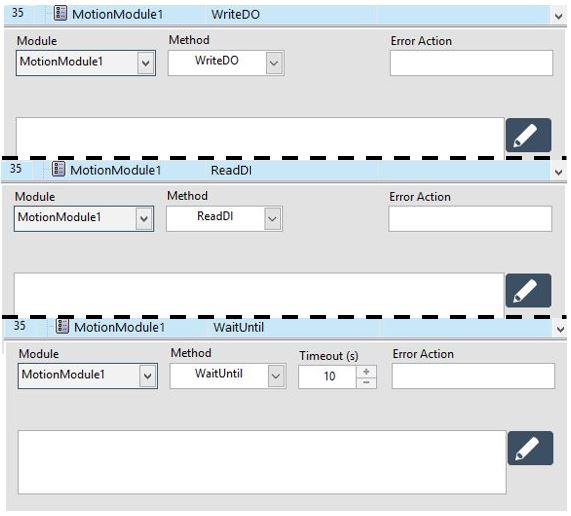 35 MotionModule1 WriteDO
Module Method Error Action
MotionModule1 WriteDO
35 MotionModule1 ReadDI
Module Method Error Action
MotionModule1 ReadDI
35 MotionModule1 WaitUntil
Module Method Timeout (s) Error Action
MotionModule1 WaitUntil 10 + −